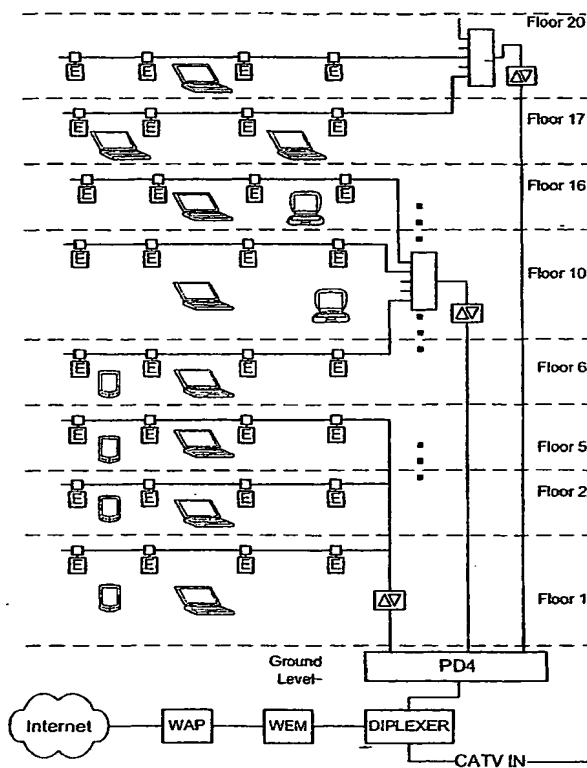 Floor 20
E E E E
Floor 17
E E E E
Floor 16
E E E E
Floor 10
E E E E
Floor 6
E E E E
Floor 5
E E E E
Floor 2
E E E E
Floor 1
E E E E
Ground
Level-
PD4
Internet
WAP
WEM
DIPLEXER
CATV IN